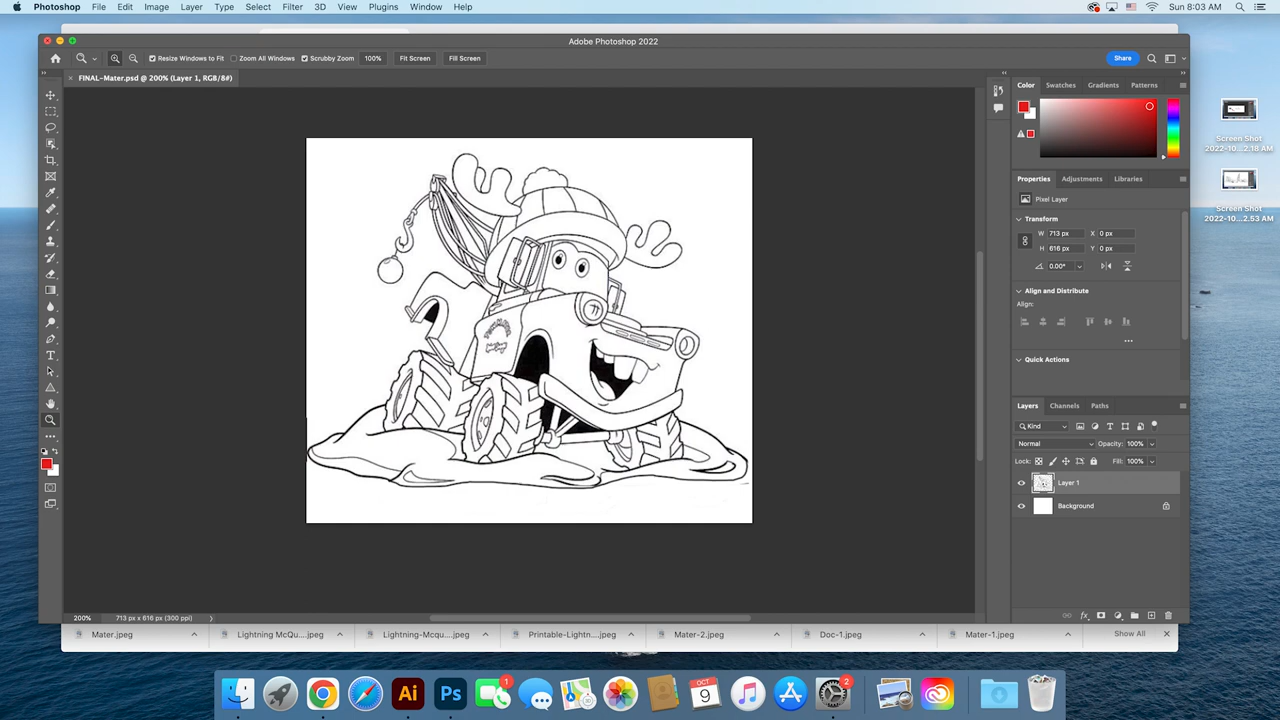 Photoshop File Edit Image Layer Type Select Filter 3D View Plugins Window Help Sun 8:03 AM
Adobe Photoshop 2022
Resize Windows to Fit Zoom All Windows Scrubby Zoom 100% Fit Screen Fill Screen Share
FINAL-Mater.psd @ 200% (Layer 1, RGB/8#)
Color Swatches Gradients Patterns
Screen Shot
2022-10...2.18 AM
Properties Adjustments Libraries
Pixel Layer
Screen Shot
2022-10...2.53 AM
Transform
W 713 px X 0 px
H 616 px Y 0 px
0.00°
Align and Distribute
Align:
Quick Actions
Layers Channels Paths
Kind
Normal Opacity: 100%
Lock: Fill: 100%
Layer 1
Background
200% 713 px x 616 px (300 ppi)
Mater.jpeg Lightning McQu....jpeg Lightning-Mcqu....jpeg Printable-Lightn....jpeg Mater-2.jpeg Doc-1.jpeg Mater-1.jpeg Show All
1 OCT 2
Ai Ps 9